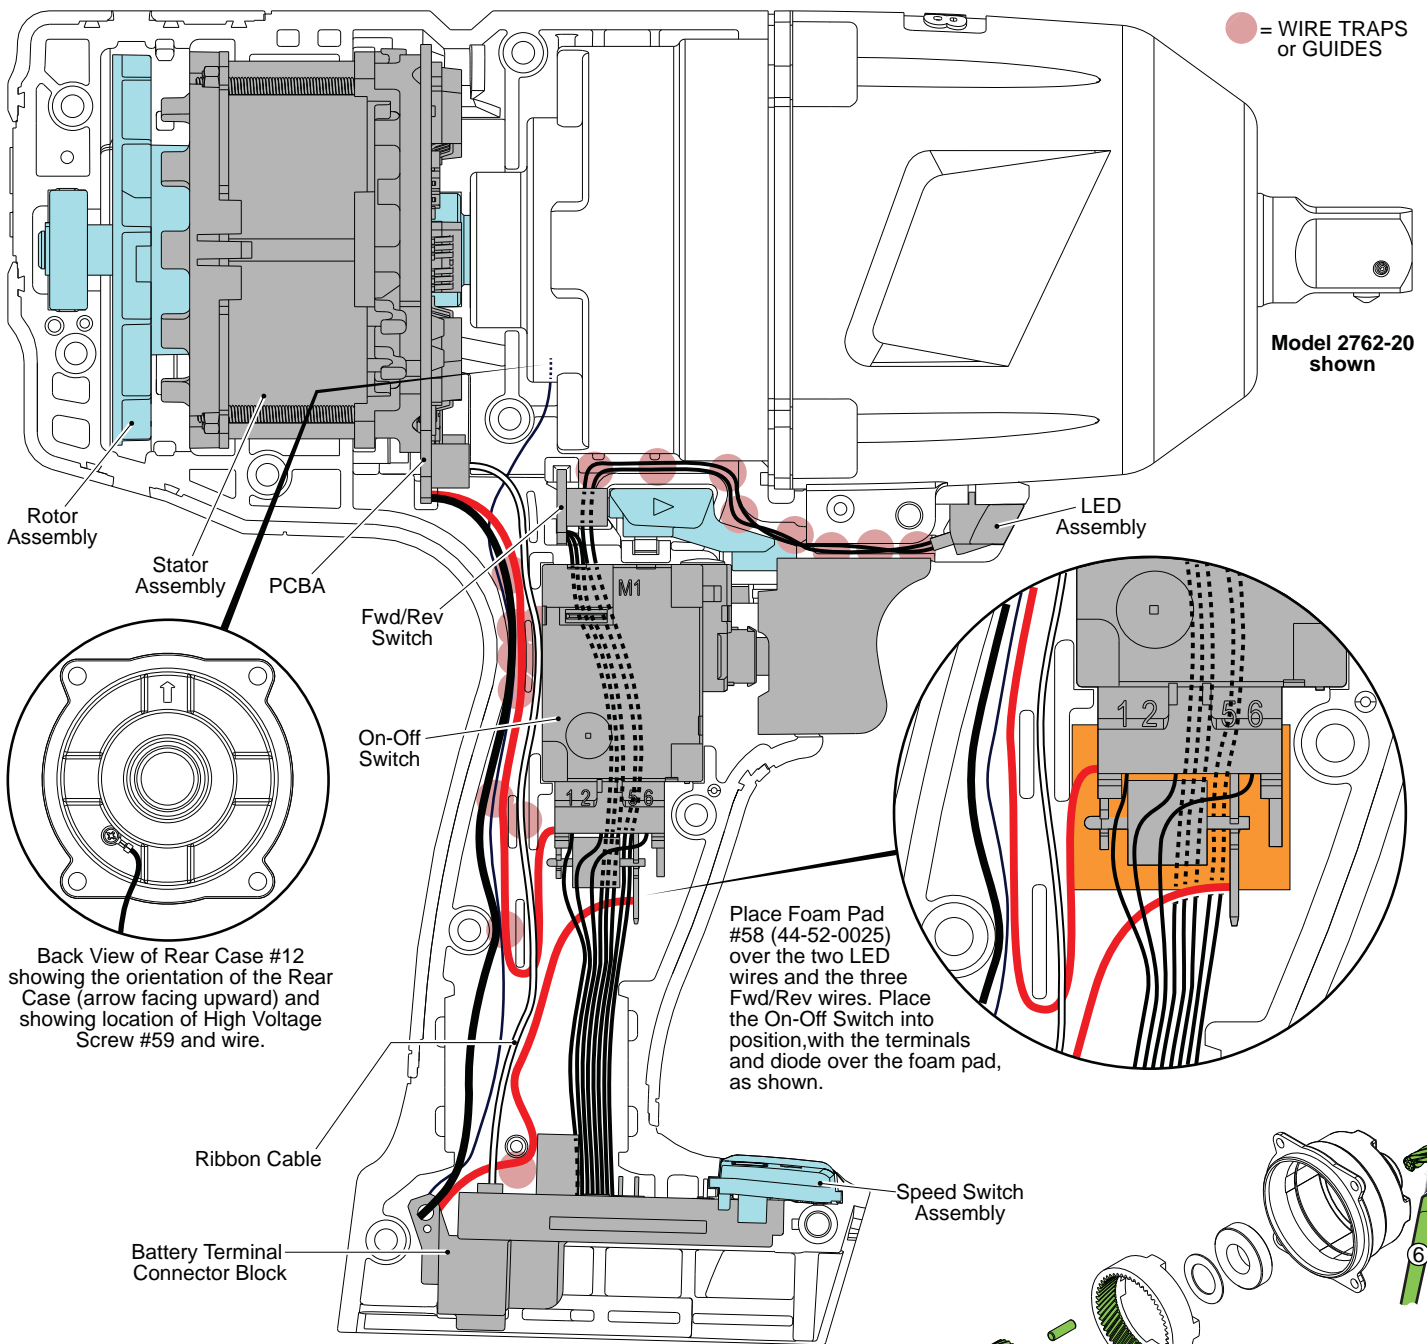 = WIRE TRAPS
or GUIDES
Model 2762-20
shown
Rotor
Assembly
Stator
Assembly
PCBA
Fwd/Rev
Switch
M1
LED
Assembly
On-Off
Switch
1 2 5 6
1 2 5 6
Back View of Rear Case #12
showing the orientation of the Rear
Case (arrow facing upward) and
showing location of High Voltage
Screw #59 and wire.
Place Foam Pad
#58 (44-52-0025)
over the two LED
wires and the three
Fwd/Rev wires. Place
the On-Off Switch into
position,with the terminals
and diode over the foam pad,
as shown.
Ribbon Cable
Speed Switch
Assembly
Battery Terminal
Connector Block
6